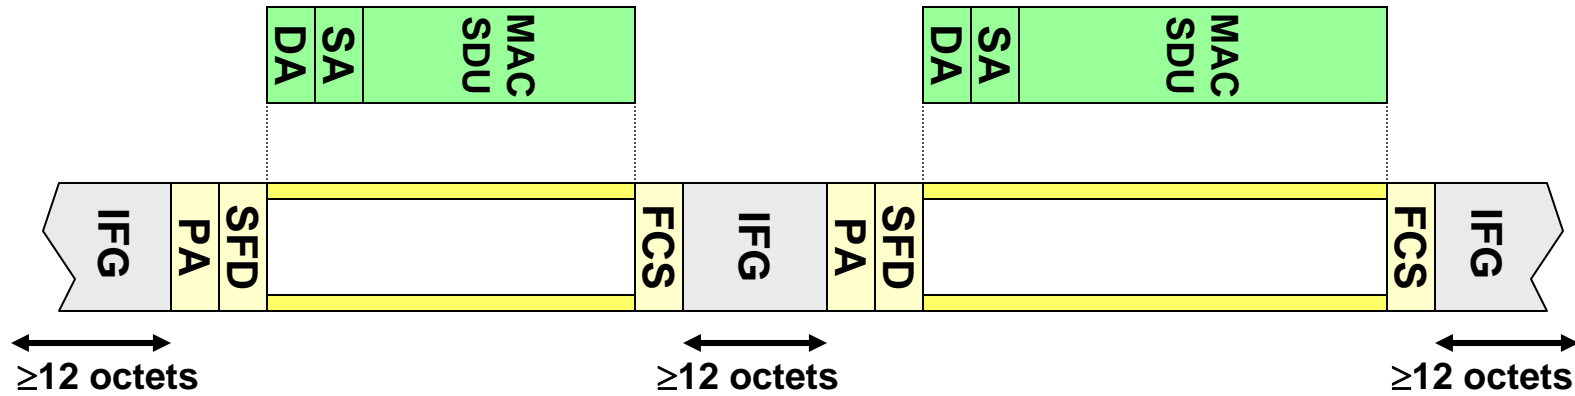 DA
SA
MAC
SDU
DA
SA
MAC
SDU
IFG
PA
SFD
FCS
IFG
PA
SFD
FCS
IFG
≥12 octets
≥12 octets
≥12 octets